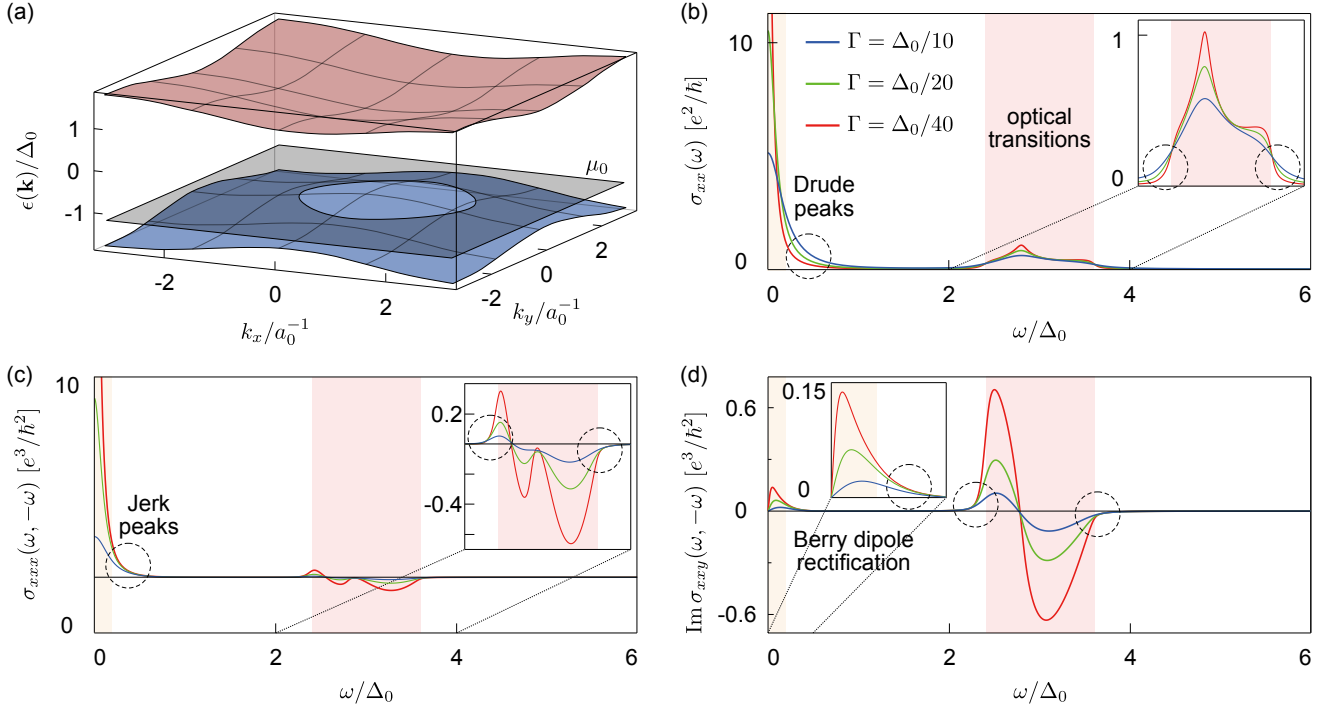 (a)
ϵ(k)/Δ₀
1
0
-1
μ₀
-2
0
2
kₓ/a₀⁻¹
-2
0
2
k_y/a₀⁻¹
(b)
σₓₓ(ω) [e²/ħ]
10
0
Γ = Δ₀/10
Γ = Δ₀/20
Γ = Δ₀/40
Drude
peaks
optical
transitions
1
0
0
2
4
6
ω/Δ₀
(c)
σₓₓₓ(ω, −ω) [e³/ħ²]
10
0
Jerk
peaks
0.2
-0.4
0
2
4
6
ω/Δ₀
(d)
Im σ_xxy(ω, −ω) [e³/ħ²]
0.6
0
-0.6
0.15
0
Berry dipole
rectification
0
2
4
6
ω/Δ₀